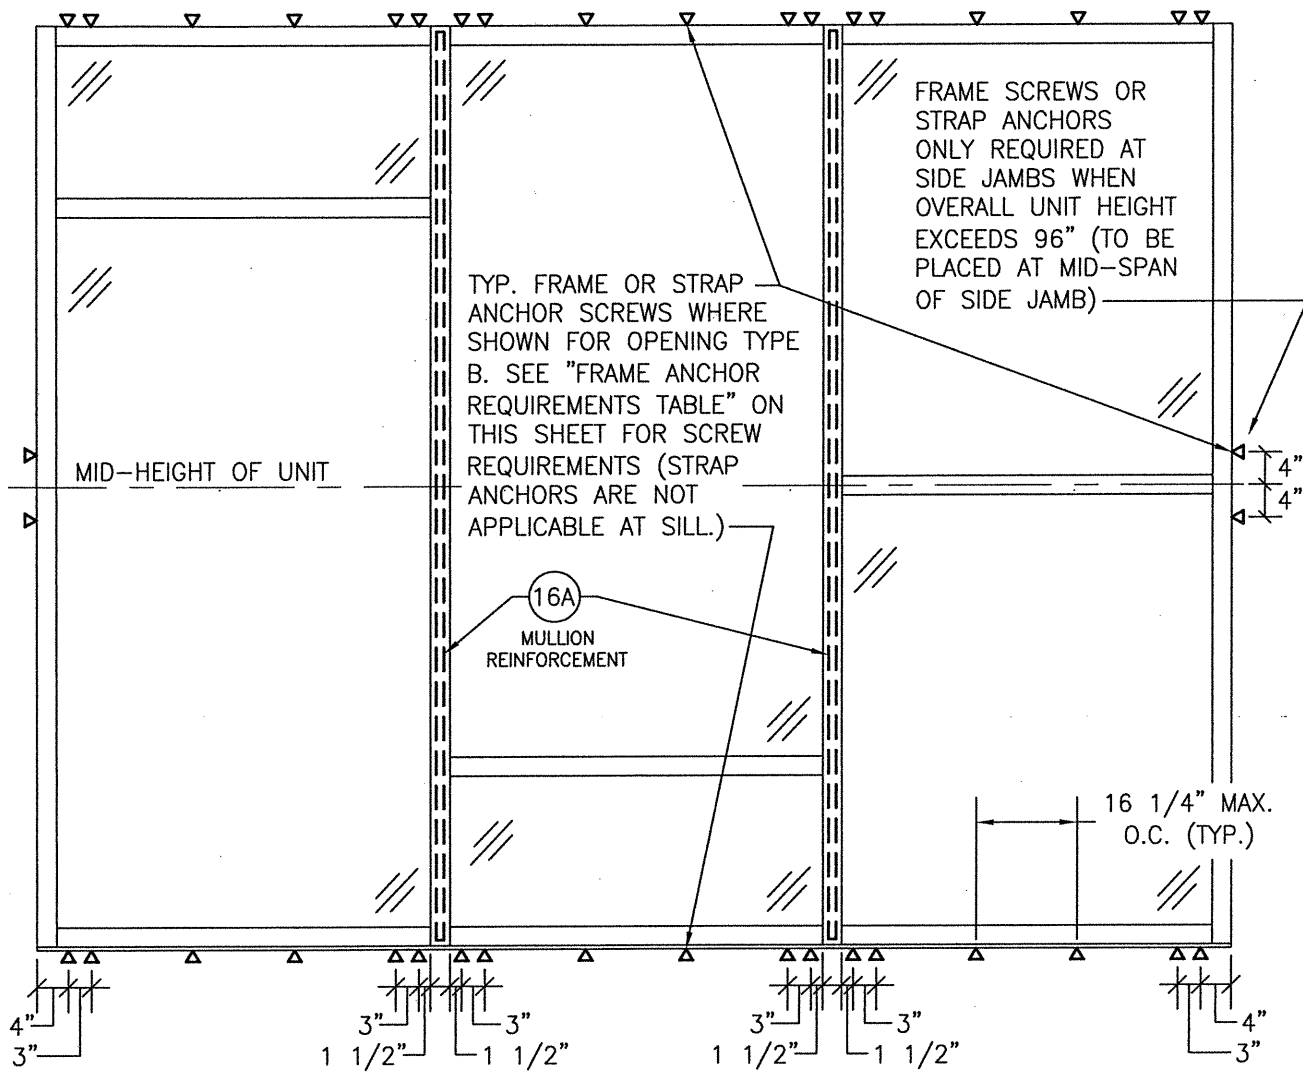 FRAME SCREWS OR
STRAP ANCHORS
ONLY REQUIRED AT
SIDE JAMBS WHEN
OVERALL UNIT HEIGHT
EXCEEDS 96" (TO BE
PLACED AT MID-SPAN
OF SIDE JAMB)
TYP. FRAME OR STRAP
ANCHOR SCREWS WHERE
SHOWN FOR OPENING TYPE
B. SEE "FRAME ANCHOR
REQUIREMENTS TABLE" ON
THIS SHEET FOR SCREW
REQUIREMENTS (STRAP
ANCHORS ARE NOT
APPLICABLE AT SILL.)
MID-HEIGHT OF UNIT
4"
4"
16A
MULLION
REINFORCEMENT
16 1/4" MAX.
O.C. (TYP.)
4"
3"
3"
3"
1 1/2"
1 1/2"
3"
3"
1 1/2"
1 1/2"
4"
3"